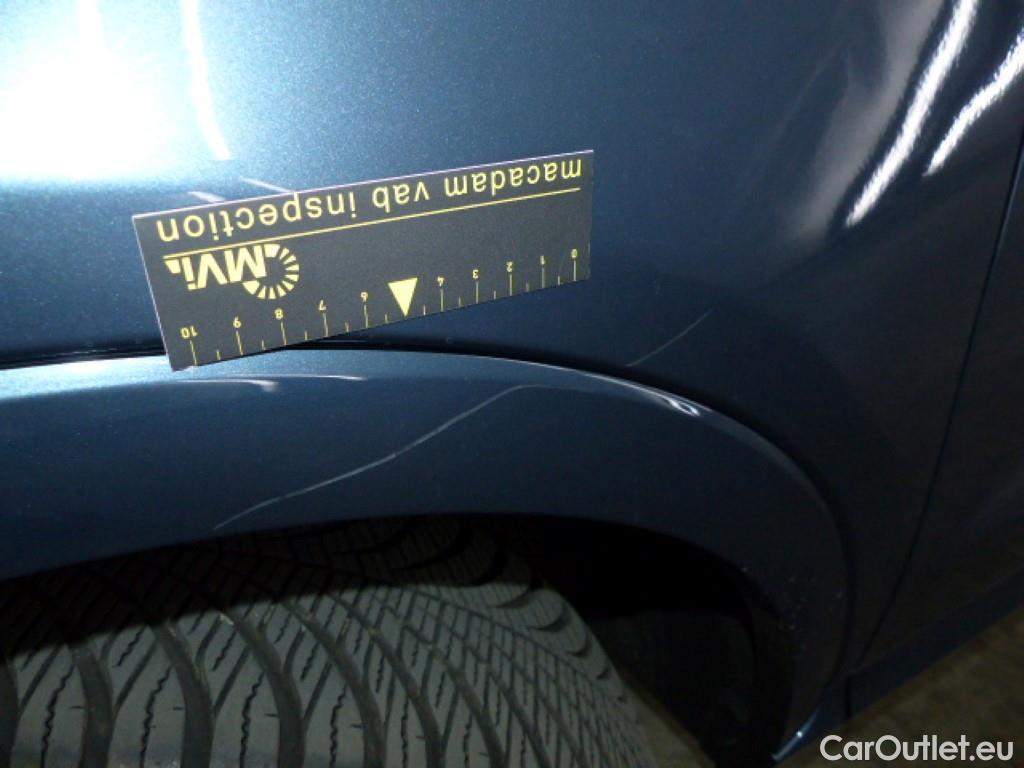 macadam vab inspection
MVi
0 1 2 3 4 6 7 8 9 10
CarOutlet.eu